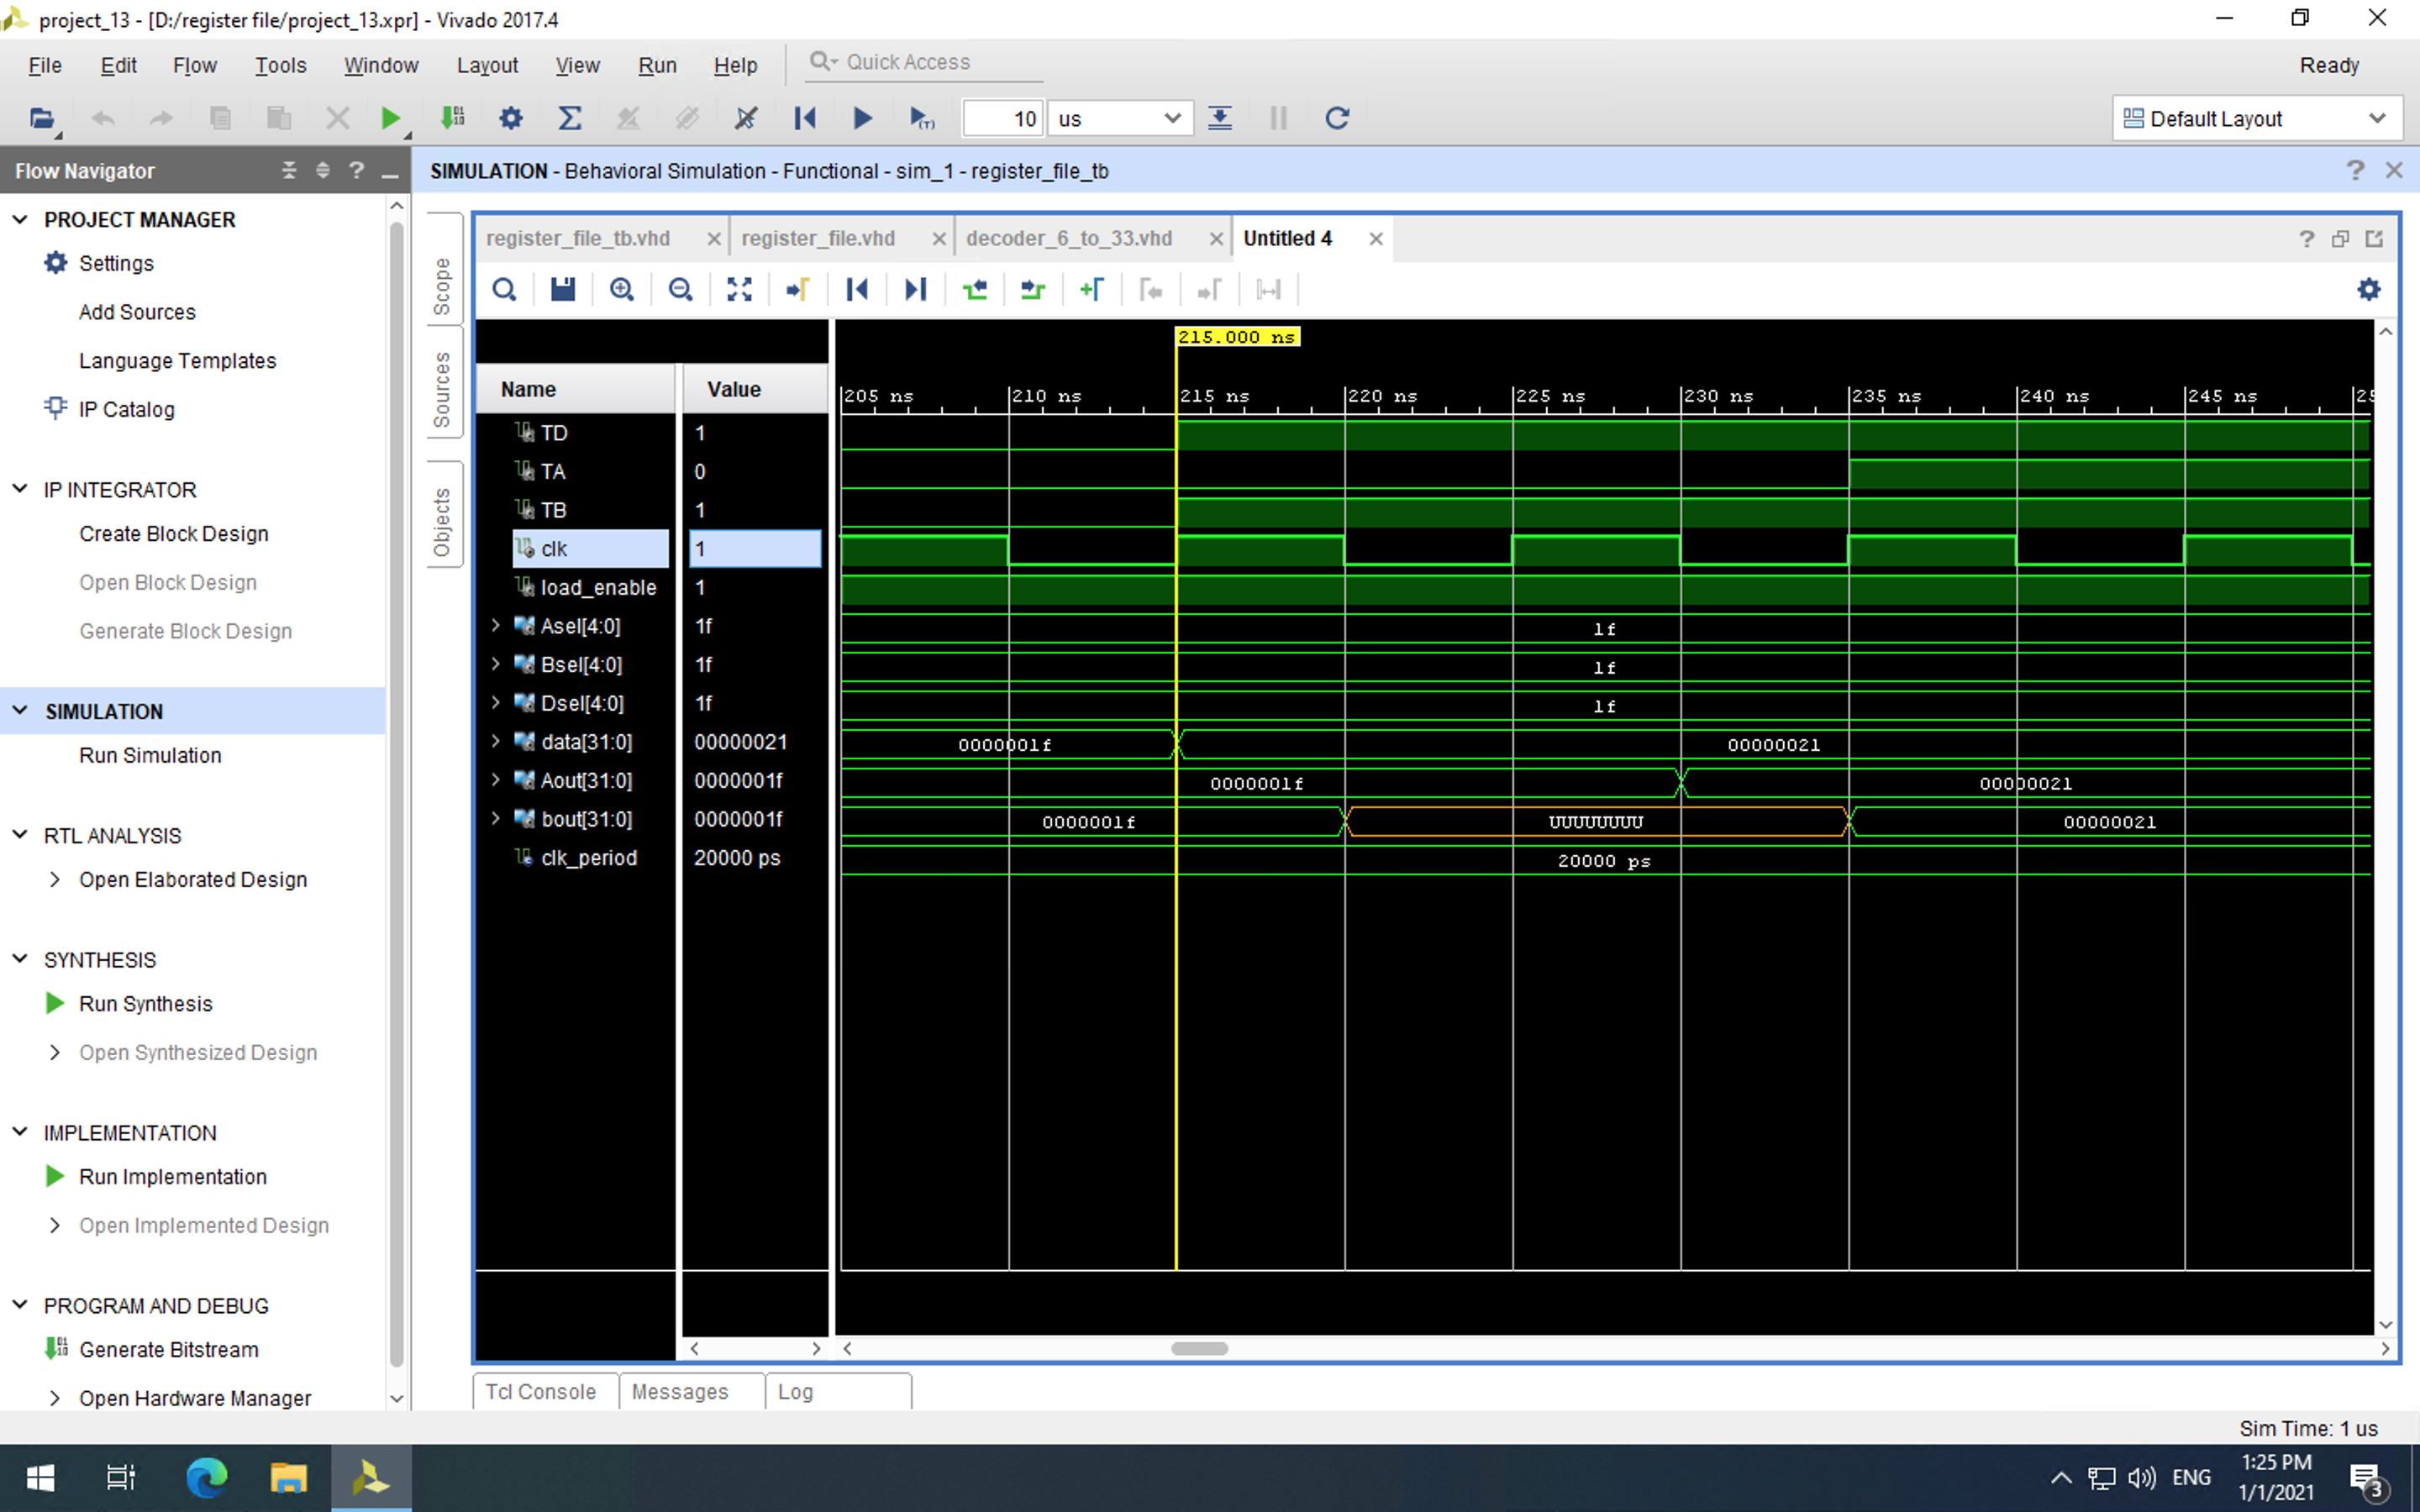 project_13 - [D:/register file/project_13.xpr] - Vivado 2017.4
File Edit Flow Tools Window Layout View Run Help Quick Access Ready
10 us Default Layout
Flow Navigator
SIMULATION - Behavioral Simulation - Functional - sim_1 - register_file_tb
PROJECT MANAGER
Settings
Add Sources
Language Templates
IP Catalog
IP INTEGRATOR
Create Block Design
Open Block Design
Generate Block Design
SIMULATION
Run Simulation
RTL ANALYSIS
Open Elaborated Design
SYNTHESIS
Run Synthesis
Open Synthesized Design
IMPLEMENTATION
Run Implementation
Open Implemented Design
PROGRAM AND DEBUG
Generate Bitstream
Open Hardware Manager
Scope
Sources
Objects
register_file_tb.vhd register_file.vhd decoder_6_to_33.vhd Untitled 4
215.000 ns
Name Value
205 ns 210 ns 215 ns 220 ns 225 ns 230 ns 235 ns 240 ns 245 ns
TD 1
TA 0
TB 1
clk 1
load_enable 1
Asel[4:0] 1f 1f
Bsel[4:0] 1f 1f
Dsel[4:0] 1f 1f
data[31:0] 00000021 0000001f 00000021
Aout[31:0] 0000001f 0000001f 00000021
bout[31:0] 0000001f 0000001f UUUUUUUU 00000021
clk_period 20000 ps 20000 ps
Tcl Console Messages Log
Sim Time: 1 us
ENG
1:25 PM
1/1/2021
3